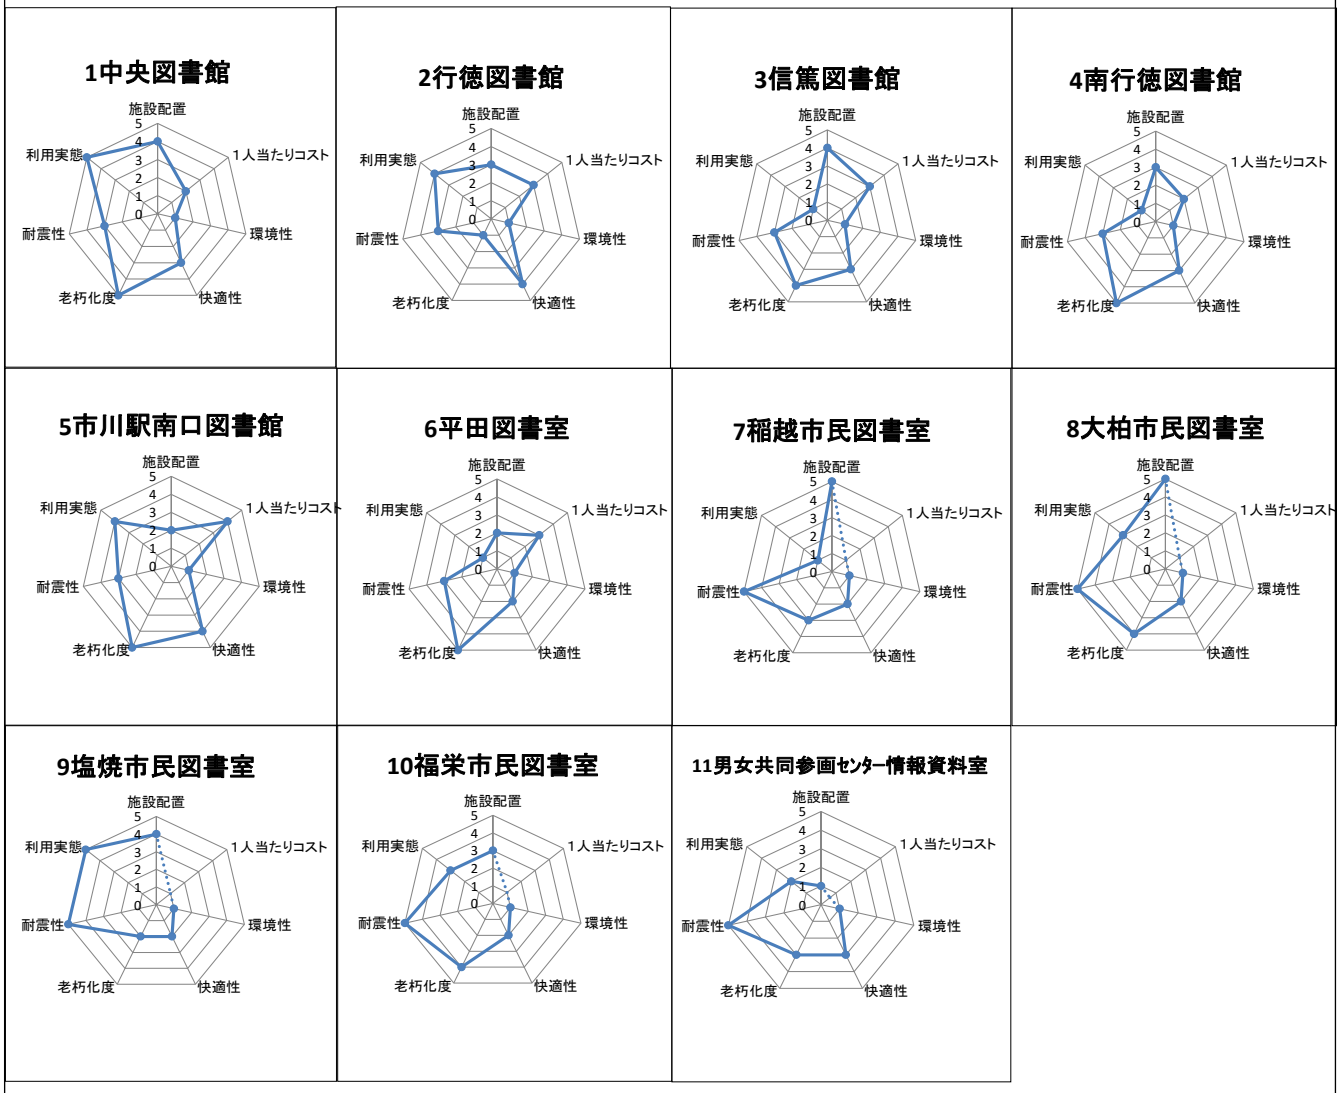 1中央図書館
施設配置
5
4
3
2
1
0
1人当たりコスト
環境性
快適性
老朽化度
耐震性
利用実態
2行徳図書館
施設配置
5
4
3
2
1
0
1人当たりコスト
環境性
快適性
老朽化度
耐震性
利用実態
3信篤図書館
施設配置
5
4
3
2
1
0
1人当たりコスト
環境性
快適性
老朽化度
耐震性
利用実態
4南行徳図書館
施設配置
5
4
3
2
1
0
1人当たりコスト
環境性
快適性
老朽化度
耐震性
利用実態
5市川駅南口図書館
施設配置
5
4
3
2
1
0
1人当たりコスト
環境性
快適性
老朽化度
耐震性
利用実態
6平田図書室
施設配置
5
4
3
2
1
0
1人当たりコスト
環境性
快適性
老朽化度
耐震性
利用実態
7稲越市民図書室
施設配置
5
4
3
2
1
0
1人当たりコスト
環境性
快適性
老朽化度
耐震性
利用実態
8大柏市民図書室
施設配置
5
4
3
2
1
0
1人当たりコスト
環境性
快適性
老朽化度
耐震性
利用実態
9塩焼市民図書室
施設配置
5
4
3
2
1
0
1人当たりコスト
環境性
快適性
老朽化度
耐震性
利用実態
10福栄市民図書室
施設配置
5
4
3
2
1
0
1人当たりコスト
環境性
快適性
老朽化度
耐震性
利用実態
11男女共同参画センター情報資料室
施設配置
5
4
3
2
1
0
1人当たりコスト
環境性
快適性
老朽化度
耐震性
利用実態